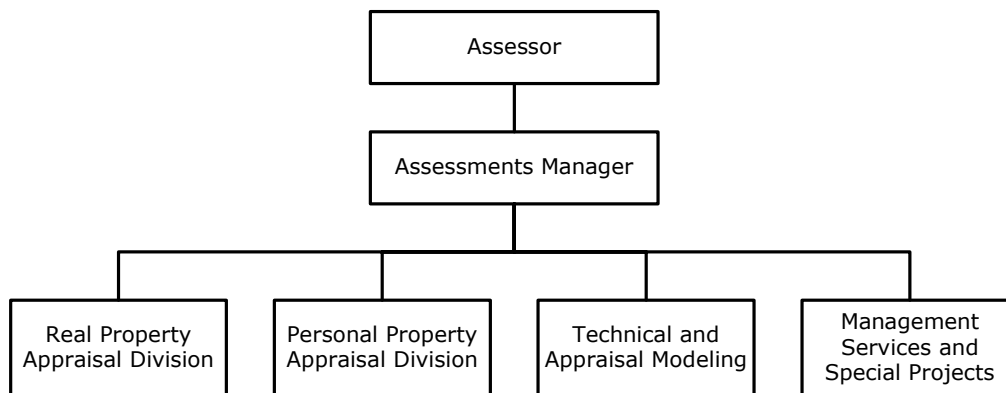 Assessor
Assessments Manager
Real Property
Appraisal Division
Personal Property
Appraisal Division
Technical and
Appraisal Modeling
Management
Services and
Special Projects